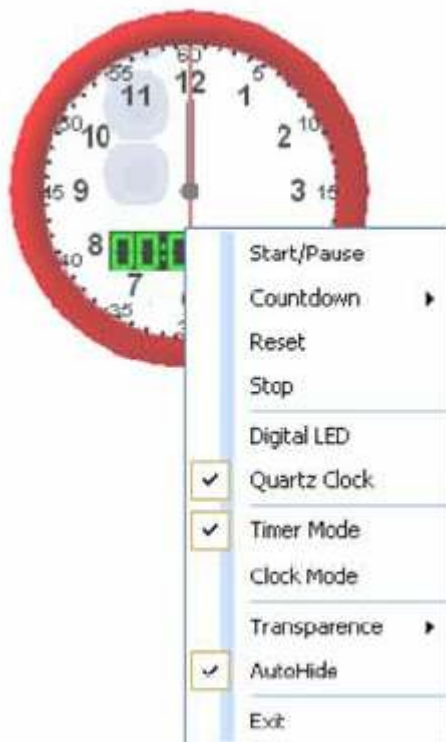 60
55
5
12
11
1
50
10
10
2
45
9
3
15
40
8
7
35
Start/Pause
Countdown
Reset
Stop
Digital LED
Quartz Clock
Timer Mode
Clock Mode
Transparence
AutoHide
Exit